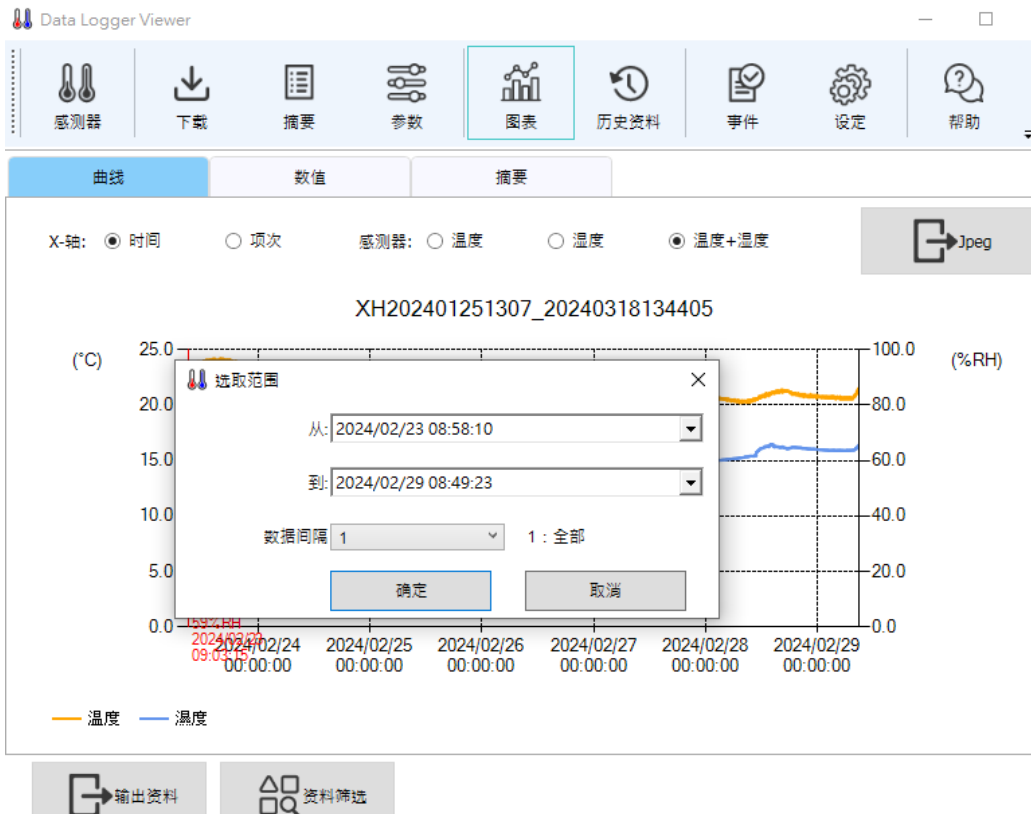 Data Logger Viewer
感测器 下载 摘要 参数 图表 历史资料 事件 设定 帮助
曲线 数值 摘要
X-轴: 时间 项次 感测器: 温度 湿度 温度+湿度 Jpeg
XH202401251307_20240318134405
(°C) 25.0 100.0 (%RH)
选取范围
20.0 80.0
从: 2024/02/23 08:58:10
15.0 60.0
到: 2024/02/29 08:49:23
10.0 40.0
数据间隔 1 1：全部
5.0 20.0
确定 取消
0.0 0.0
2024/02/24 2024/02/25 2024/02/26 2024/02/27 2024/02/28 2024/02/29
09:03:15
00:00:00 00:00:00 00:00:00 00:00:00 00:00:00 00:00:00
温度 濕度
输出资料 资料筛选